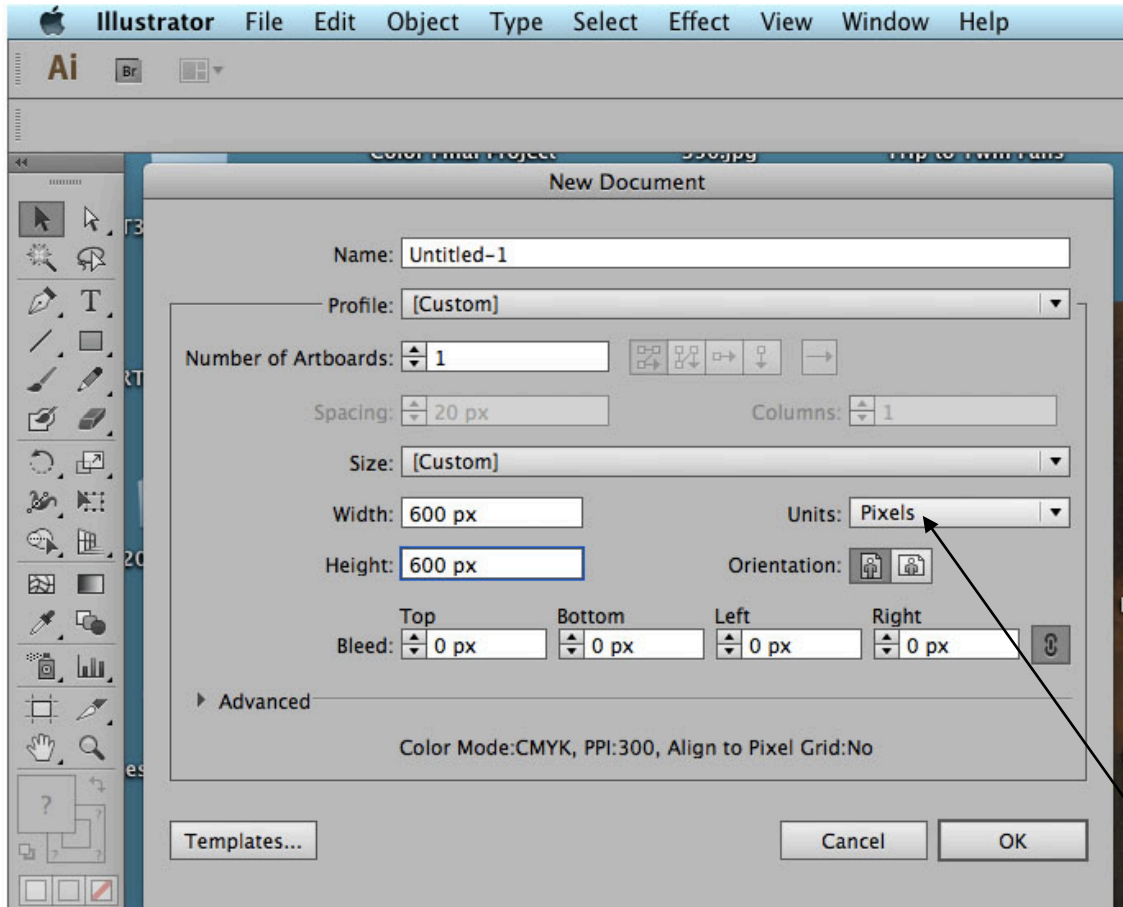 Illustrator File Edit Object Type Select Effect View Window Help
Ai Br
Color Final Project
New Document
Name: Untitled-1
Profile: [Custom]
Number of Artboards: 1
Spacing: 20 px Columns: 1
Size: [Custom]
Width: 600 px Units: Pixels
Height: 600 px Orientation:
Top Bottom Left Right
Bleed: 0 px 0 px 0 px 0 px
Advanced
Color Mode:CMYK, PPI:300, Align to Pixel Grid:No
Templates... Cancel OK